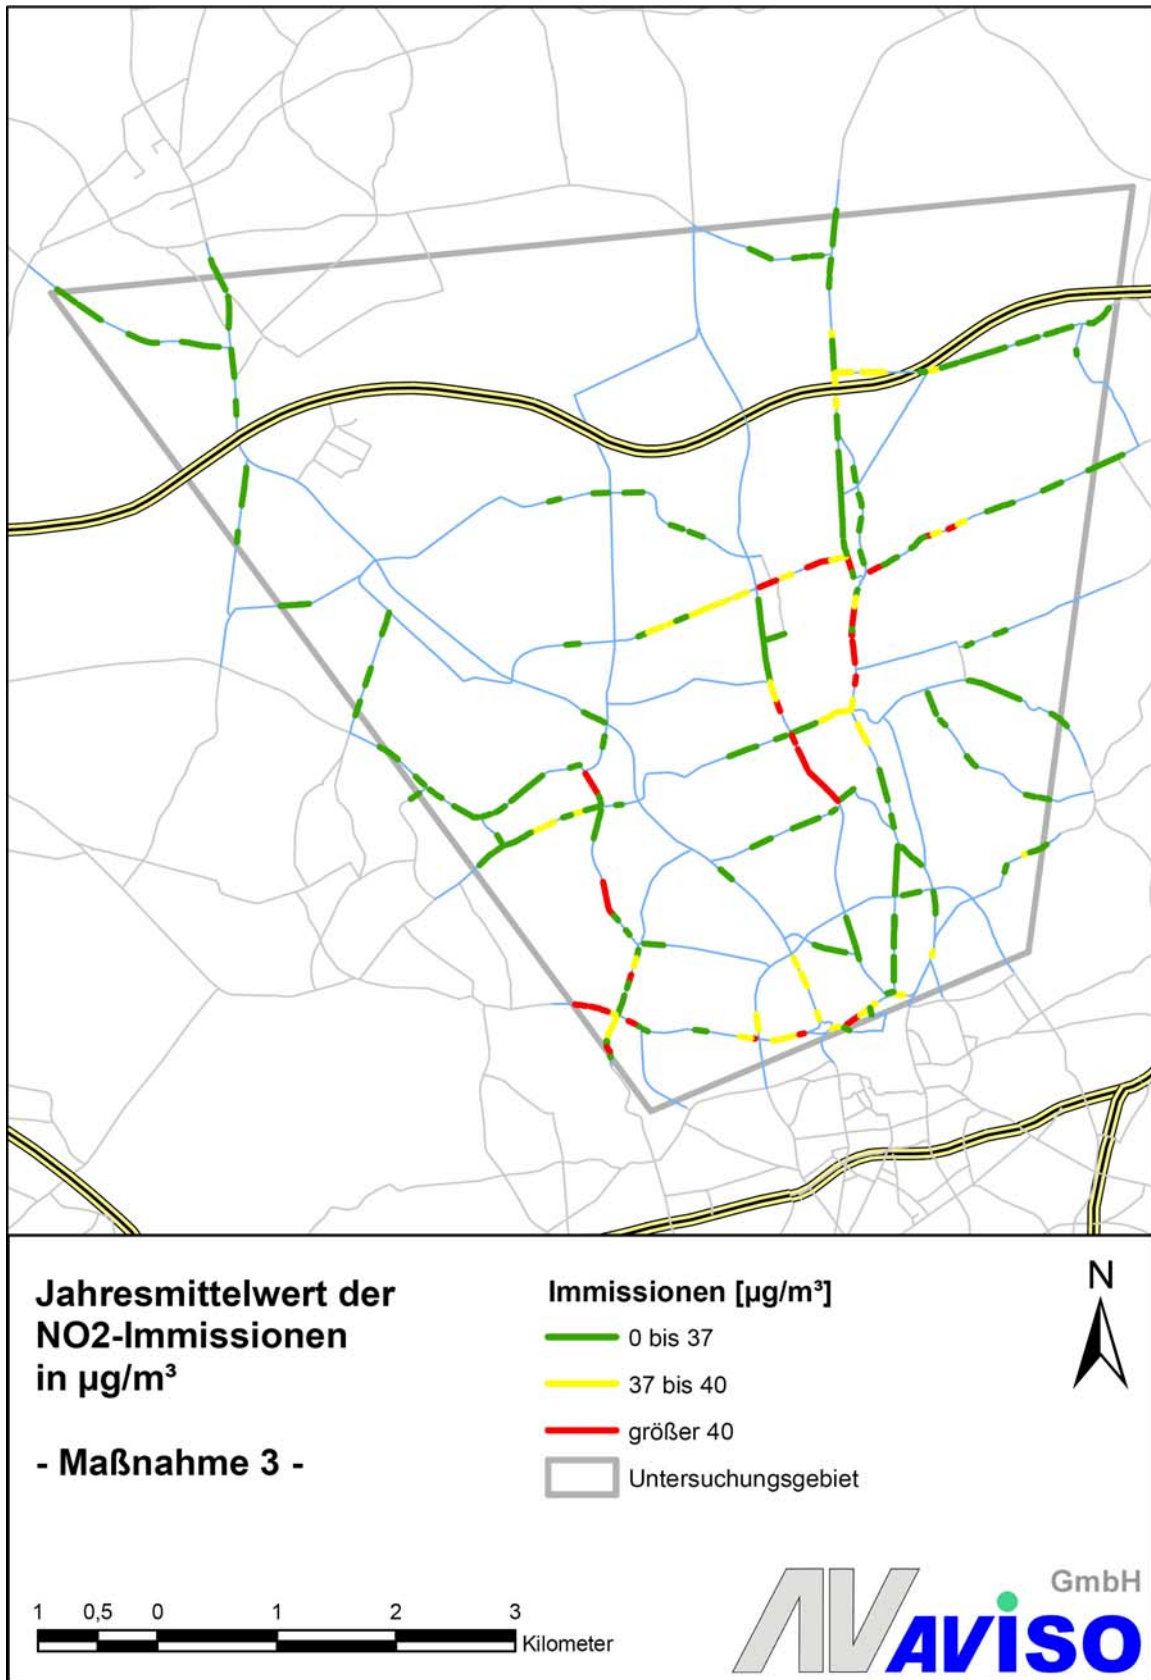 Jahresmittelwert der
NO2-Immissionen
in µg/m³
- Maßnahme 3 -
Immissionen [µg/m³]
0 bis 37
37 bis 40
größer 40
Untersuchungsgebiet
N
1 0,5 0 1 2 3
Kilometer
GmbH
AVISO